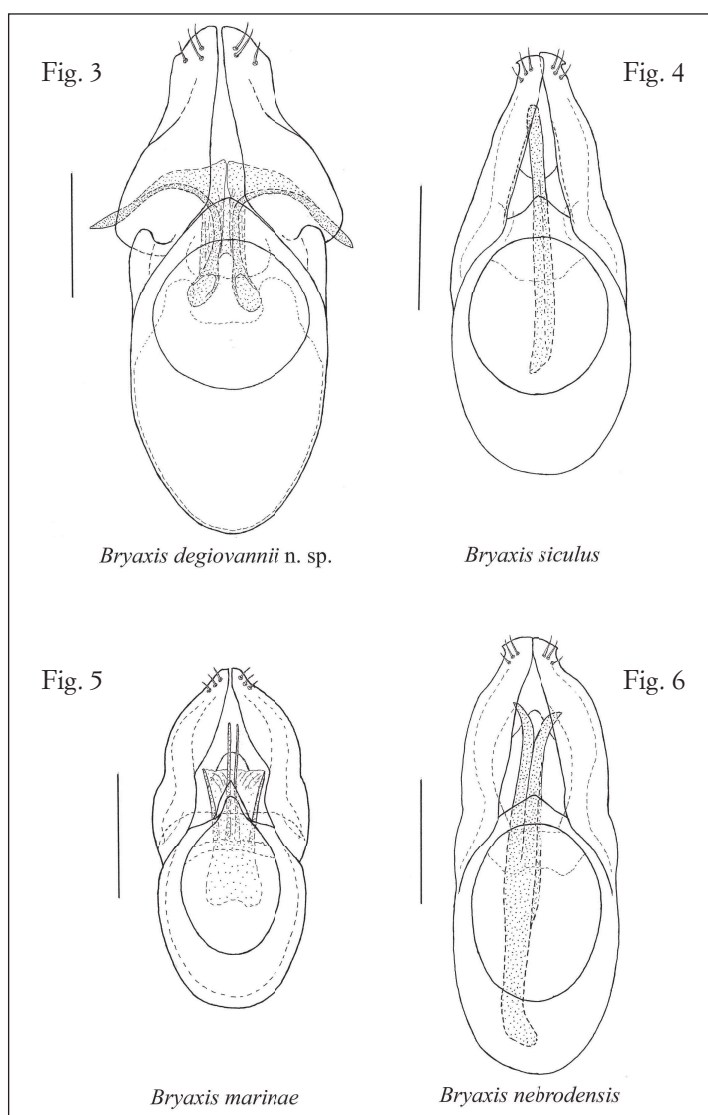 Fig. 3
Fig. 4
Bryaxis degiovannii n. sp.
Bryaxis siculus
Fig. 5
Fig. 6
Bryaxis marinae
Bryaxis nebrodensis